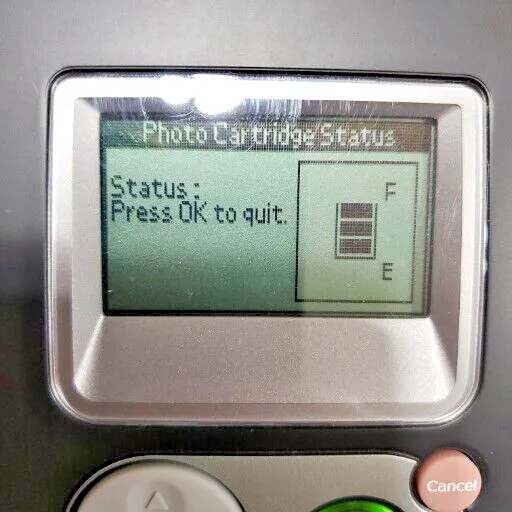 Photo Cartridge Status
Status:
Press OK to quit.
F
E
Cancel